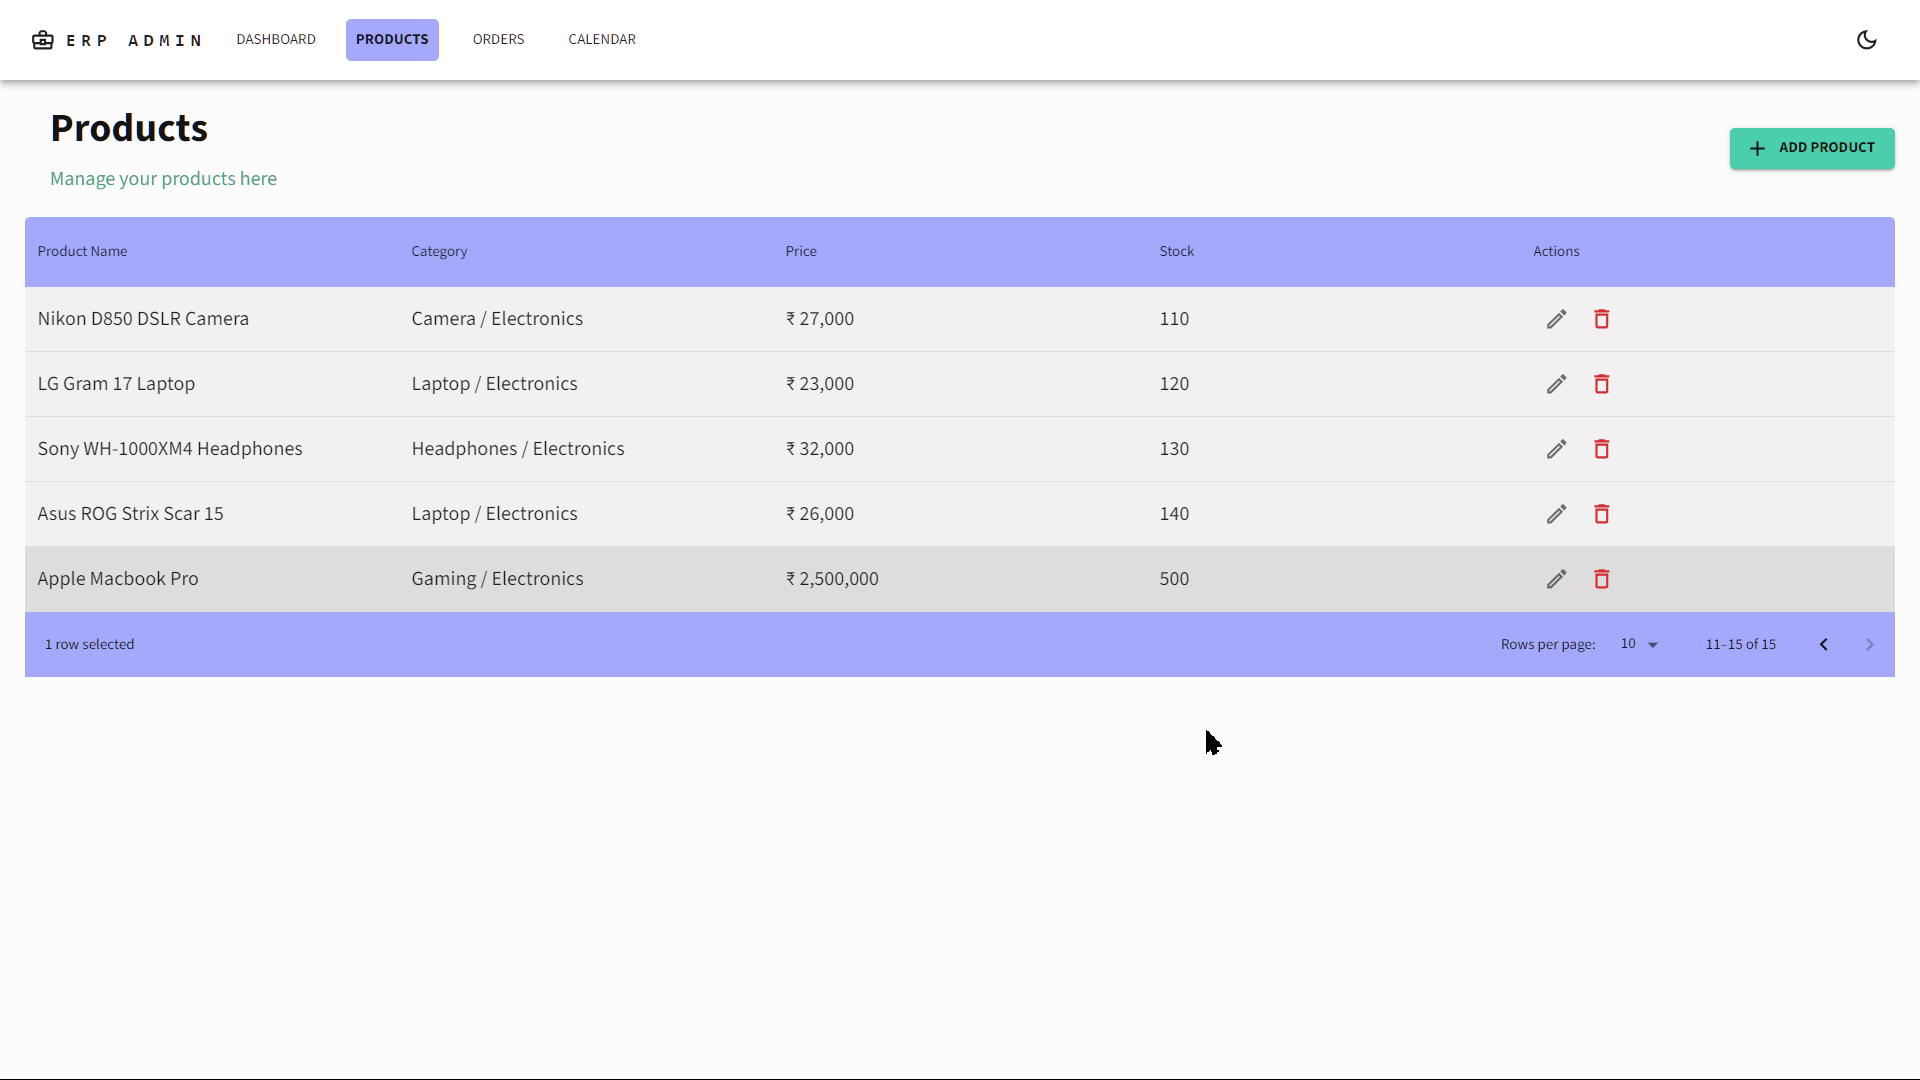 ERP ADMIN DASHBOARD PRODUCTS ORDERS CALENDAR
Products
Manage your products here
ADD PRODUCT
Product Name Category Price Stock Actions
Nikon D850 DSLR Camera Camera / Electronics ₹ 27,000 110
LG Gram 17 Laptop Laptop / Electronics ₹ 23,000 120
Sony WH-1000XM4 Headphones Headphones / Electronics ₹ 32,000 130
Asus ROG Strix Scar 15 Laptop / Electronics ₹ 26,000 140
Apple Macbook Pro Gaming / Electronics ₹ 2,500,000 500
1 row selected Rows per page: 10 11–15 of 15